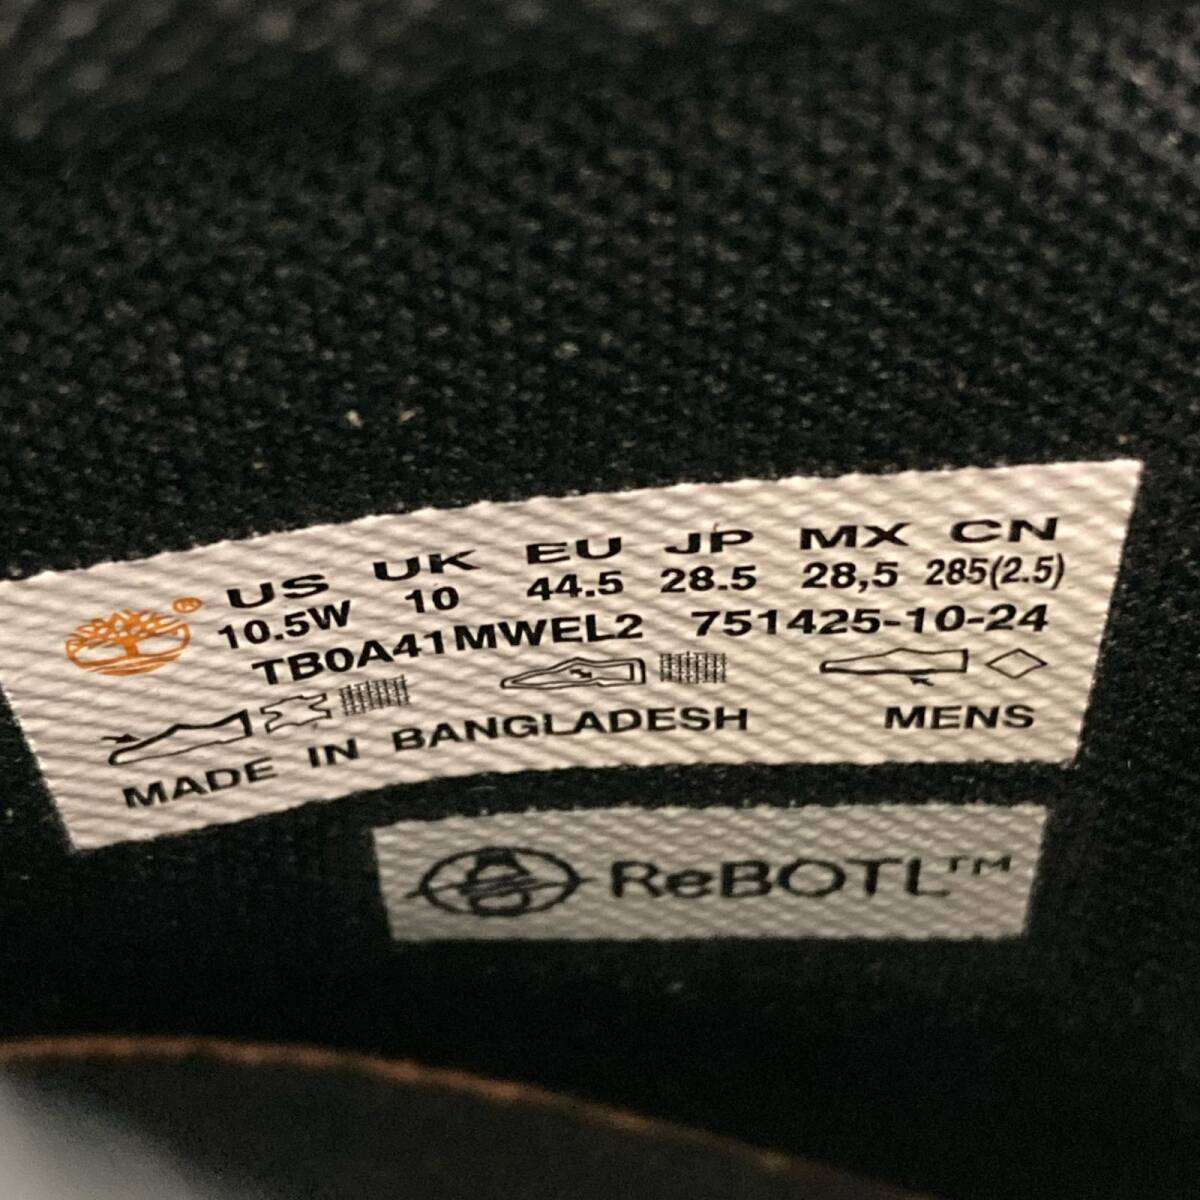 ® US UK EU JP MX CN
10.5W 10 44.5 28.5 28,5 285(2.5)
TB0A41MWEL2 751425-10-24
MADE IN BANGLADESH MENS
ReBOTL™